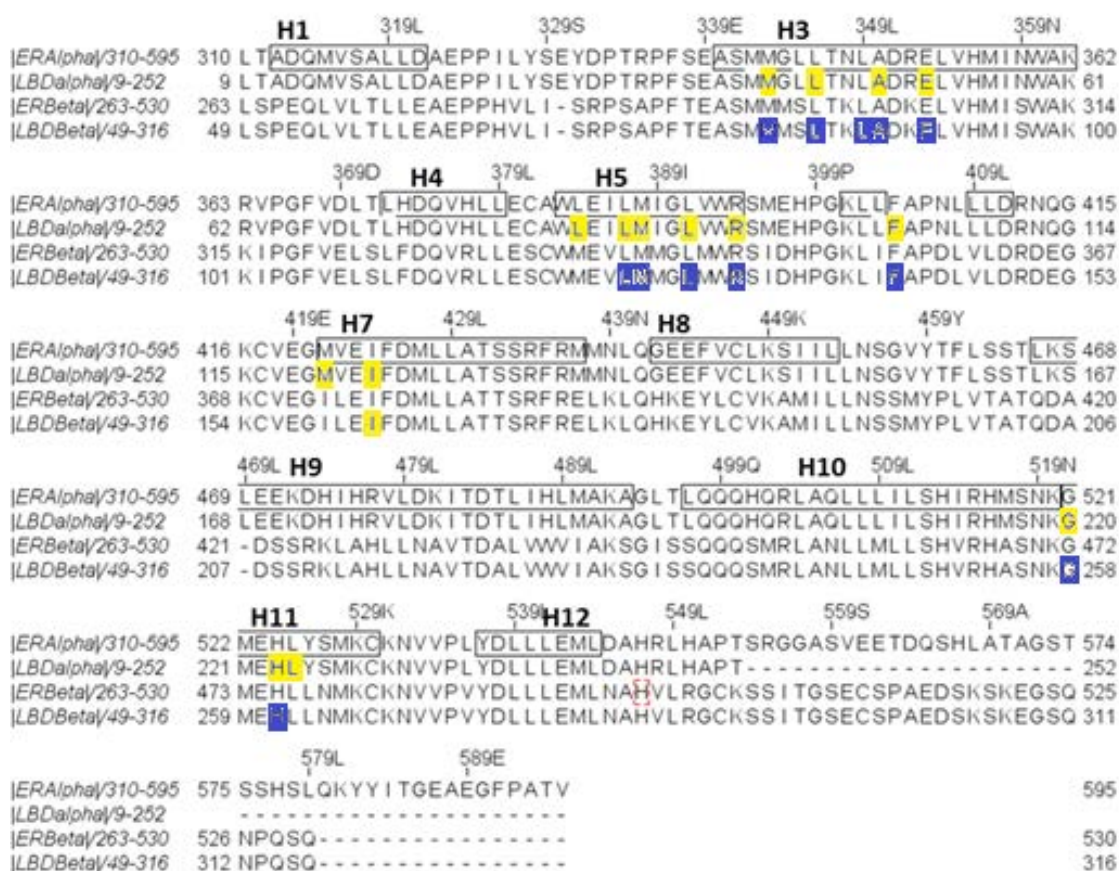 H1 319L 329S 339E H3 349L 359N
|ERAlpha|/310-595 310 LTADQMVSALLDAEPPILYSEYDPTRPFSEASMMGLLTNLADRELVHMINWAK 362
|LBDalpha|/9-252 9 LTADQMVSALLDAEPPILYSEYDPTRPFSEASMMGLLTNLADRELVHMINWAK 61
|ERBeta|/263-530 263 LSPEQLVLTLLEAEPPHVLI-SRPSAPFTEASMMMSLTKLADKELVHMISWAK 314
|LBDBeta|/49-316 49 LSPEQLVLTLLEAEPPHVLI-SRPSAPFTEASMMMSLTKLADKELVHMISWAK 100
369D H4 379L H5 389I 399P 409L
|ERAlpha|/310-595 363 RVPGFVDLTLHDQVHLLECAWLEILMIGLVWRSMEHPGKLLFAPNLLLDRNQG 415
|LBDalpha|/9-252 62 RVPGFVDLTLHDQVHLLECAWLEILMIGLVWRSMEHPGKLLFAPNLLLDRNQG 114
|ERBeta|/263-530 315 KIPGFVELSLFDQVRLLESCWMEVLMMGLMWRSIDHPGKLIFAPDLVLDRDEG 367
|LBDBeta|/49-316 101 KIPGFVELSLFDQVRLLESCWMEVLMMGLMWRSIDHPGKLIFAPDLVLDRDEG 153
419E H7 429L 439N H8 449K 459Y
|ERAlpha|/310-595 416 KCVEGMVEIFDMLLATSSRFRMMNLQGEEFVCLKSIILLNSGVYTFLSSTLKS 468
|LBDalpha|/9-252 115 KCVEGMVEIFDMLLATSSRFRMMNLQGEEFVCLKSIILLNSGVYTFLSSTLKS 167
|ERBeta|/263-530 368 KCVEGILEIFDMLLATTSRFRELKLQHKEYLCVKAMILLNSSMYPLVTATQDA 420
|LBDBeta|/49-316 154 KCVEGILEIFDMLLATTSRFRELKLQHKEYLCVKAMILLNSSMYPLVTATQDA 206
469L H9 479L 489L 499Q H10 509L 519N
|ERAlpha|/310-595 469 LEEKDHIHRVLDKITDTLIHLMAKAGLTLQQQHQRLAQLLLILSHIRHMSNKG 521
|LBDalpha|/9-252 168 LEEKDHIHRVLDKITDTLIHLMAKAGLTLQQQHQRLAQLLLILSHIRHMSNKG 220
|ERBeta|/263-530 421 -DSSRKLAHLLNAVTDALVWVIAKSGISSQQQSMRLANLLMLLSHVRHASNKG 472
|LBDBeta|/49-316 207 -DSSRKLAHLLNAVTDALVWVIAKSGISSQQQSMRLANLLMLLSHVRHASNKG 258
H11 529K 539L H12 549L 559S 569A
|ERAlpha|/310-595 522 MEHLYSMKCKNVVPLYDLLLEMLDAHRLHAPTSRGGASVEETDQSHLATAGST 574
|LBDalpha|/9-252 221 MEHLYSMKCKNVVPLYDLLLEMLDAHRLHAPT--------------------- 252
|ERBeta|/263-530 473 MEHLLNMKCKNVVPVYDLLLEMLNAHVLRGCKSSITGSECSPAEDSKSKEGSQ 525
|LBDBeta|/49-316 259 MEHLLNMKCKNVVPVYDLLLEMLNAHVLRGCKSSITGSECSPAEDSKSKEGSQ 311
579L 589E
|ERAlpha|/310-595 575 SSHSLQKYYITGEAEGFPATV 595
|LBDalpha|/9-252 ---------------------
|ERBeta|/263-530 526 NPQSQ---------------- 530
|LBDBeta|/49-316 312 NPQSQ---------------- 316